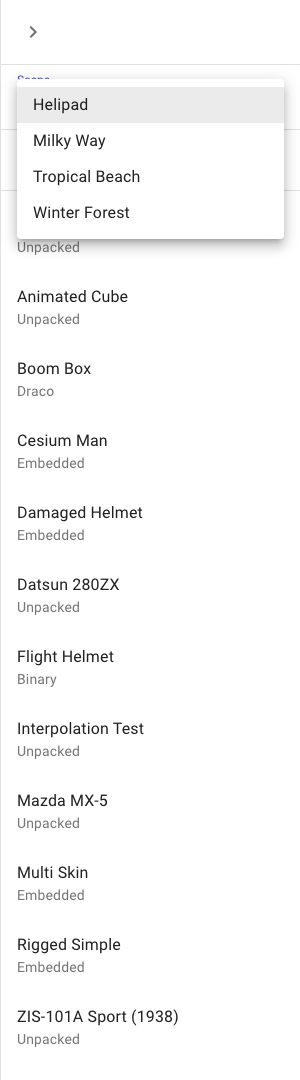 Helipad
Milky Way
Tropical Beach
Winter Forest
Unpacked
Animated Cube
Unpacked
Boom Box
Draco
Cesium Man
Embedded
Damaged Helmet
Embedded
Datsun 280ZX
Unpacked
Flight Helmet
Binary
Interpolation Test
Unpacked
Mazda MX-5
Unpacked
Multi Skin
Embedded
Rigged Simple
Embedded
ZIS-101A Sport (1938)
Unpacked